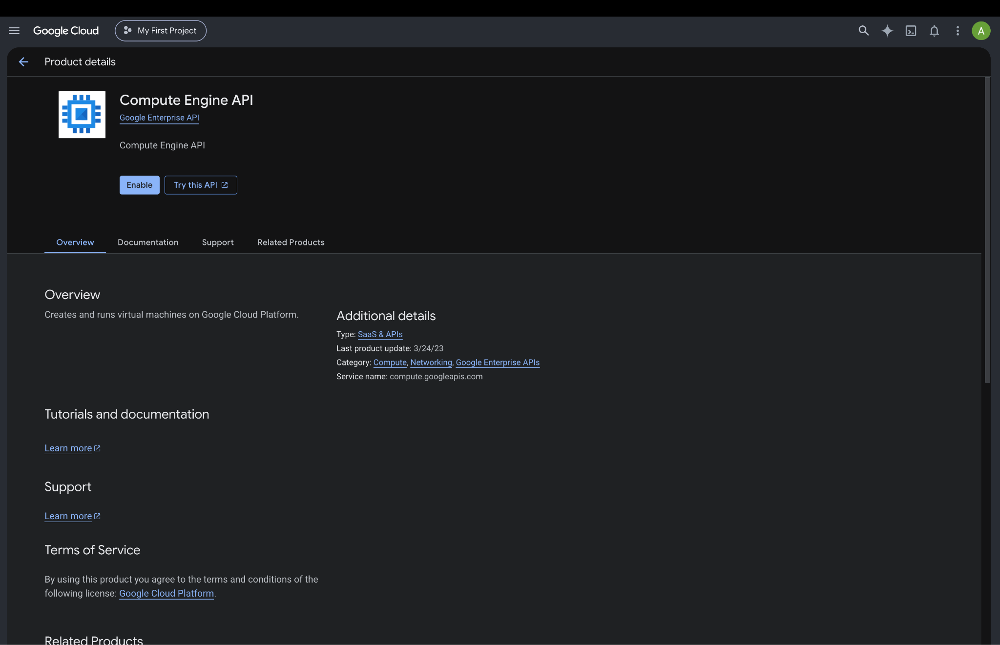 Google Cloud
My First Project
A
Product details
Compute Engine API
Google Enterprise API
Compute Engine API
Enable
Try this API
Overview
Documentation
Support
Related Products
Overview
Creates and runs virtual machines on Google Cloud Platform.
Additional details
Type: SaaS & APIs
Last product update: 3/24/23
Category: Compute, Networking, Google Enterprise APIs
Service name: compute.googleapis.com
Tutorials and documentation
Learn more
Support
Learn more
Terms of Service
By using this product you agree to the terms and conditions of the
following license: Google Cloud Platform.
Related Products